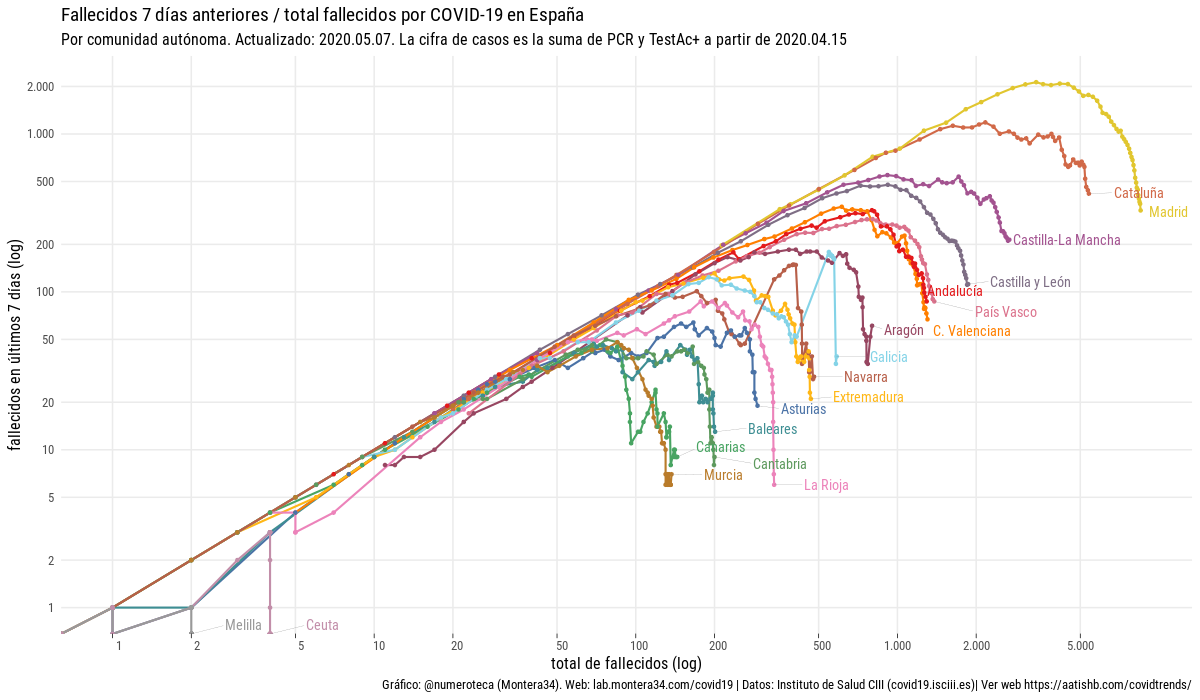 Fallecidos 7 días anteriores / total fallecidos por COVID-19 en España
Por comunidad autónoma. Actualizado: 2020.05.07. La cifra de casos es la suma de PCR y TestAc+ a partir de 2020.04.15
fallecidos en últimos 7 días (log)
2.000
1.000
500
200
100
50
20
10
5
2
1
Cataluña
Madrid
Castilla-La Mancha
Castilla y León
Andalucía
País Vasco
C. Valenciana
Aragón
Galicia
Navarra
Extremadura
Asturias
Baleares
Canarias
Cantabria
Murcia
La Rioja
Melilla
Ceuta
1 2 5 10 20 50 100 200 500 1.000 2.000 5.000
total de fallecidos (log)
Gráfico: @numeroteca (Montera34). Web: lab.montera34.com/covid19 | Datos: Instituto de Salud CIII (covid19.isciii.es)| Ver web https://aatishb.com/covidtrends/